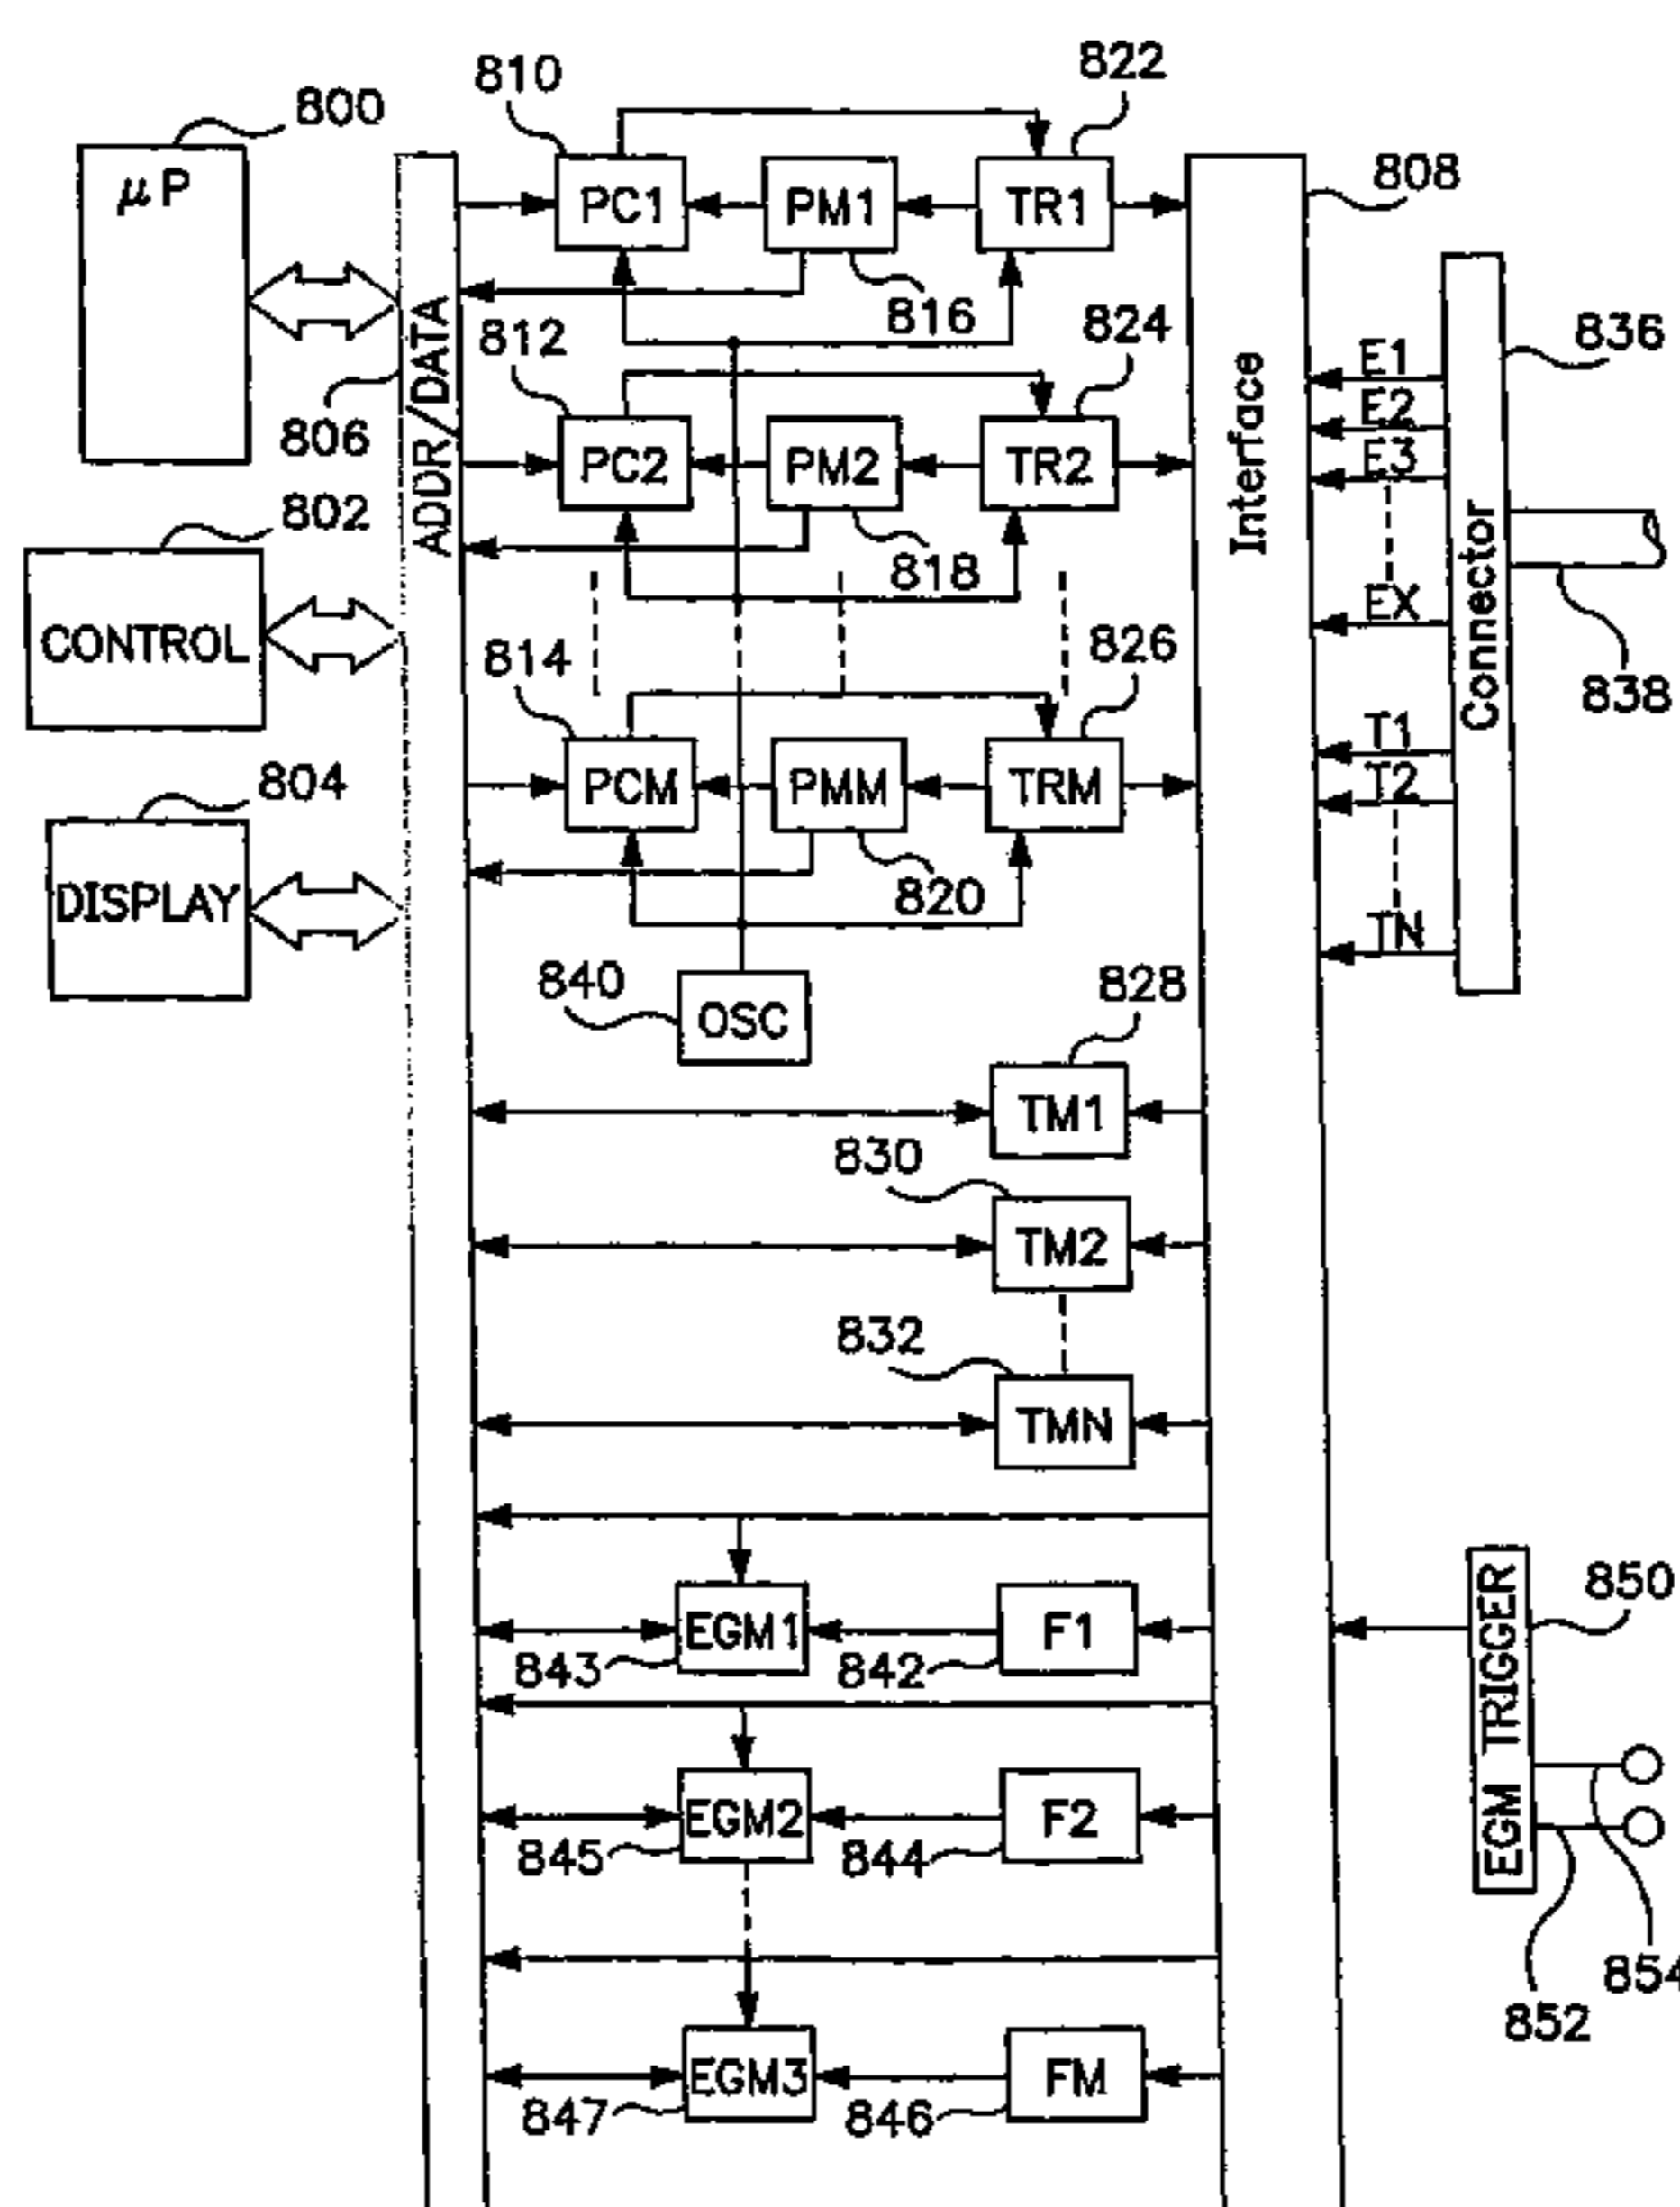 810
822
800
μP
808
PC1
PM1
TR1
816
836
812
824
ADDR/DATA
Interface
E1
806
E2
PC2
PM2
TR2
E3
802
Connector
818
EX
CONTROL
814
826
838
T1
804
PCM
PMM
TRM
T2
DISPLAY
820
TN
840
828
OSC
TM1
830
TM2
832
TMN
EGM TRIGGER
850
EGM1
F1
843
842
EGM2
F2
845
844
854
852
EGM3
FM
847
846